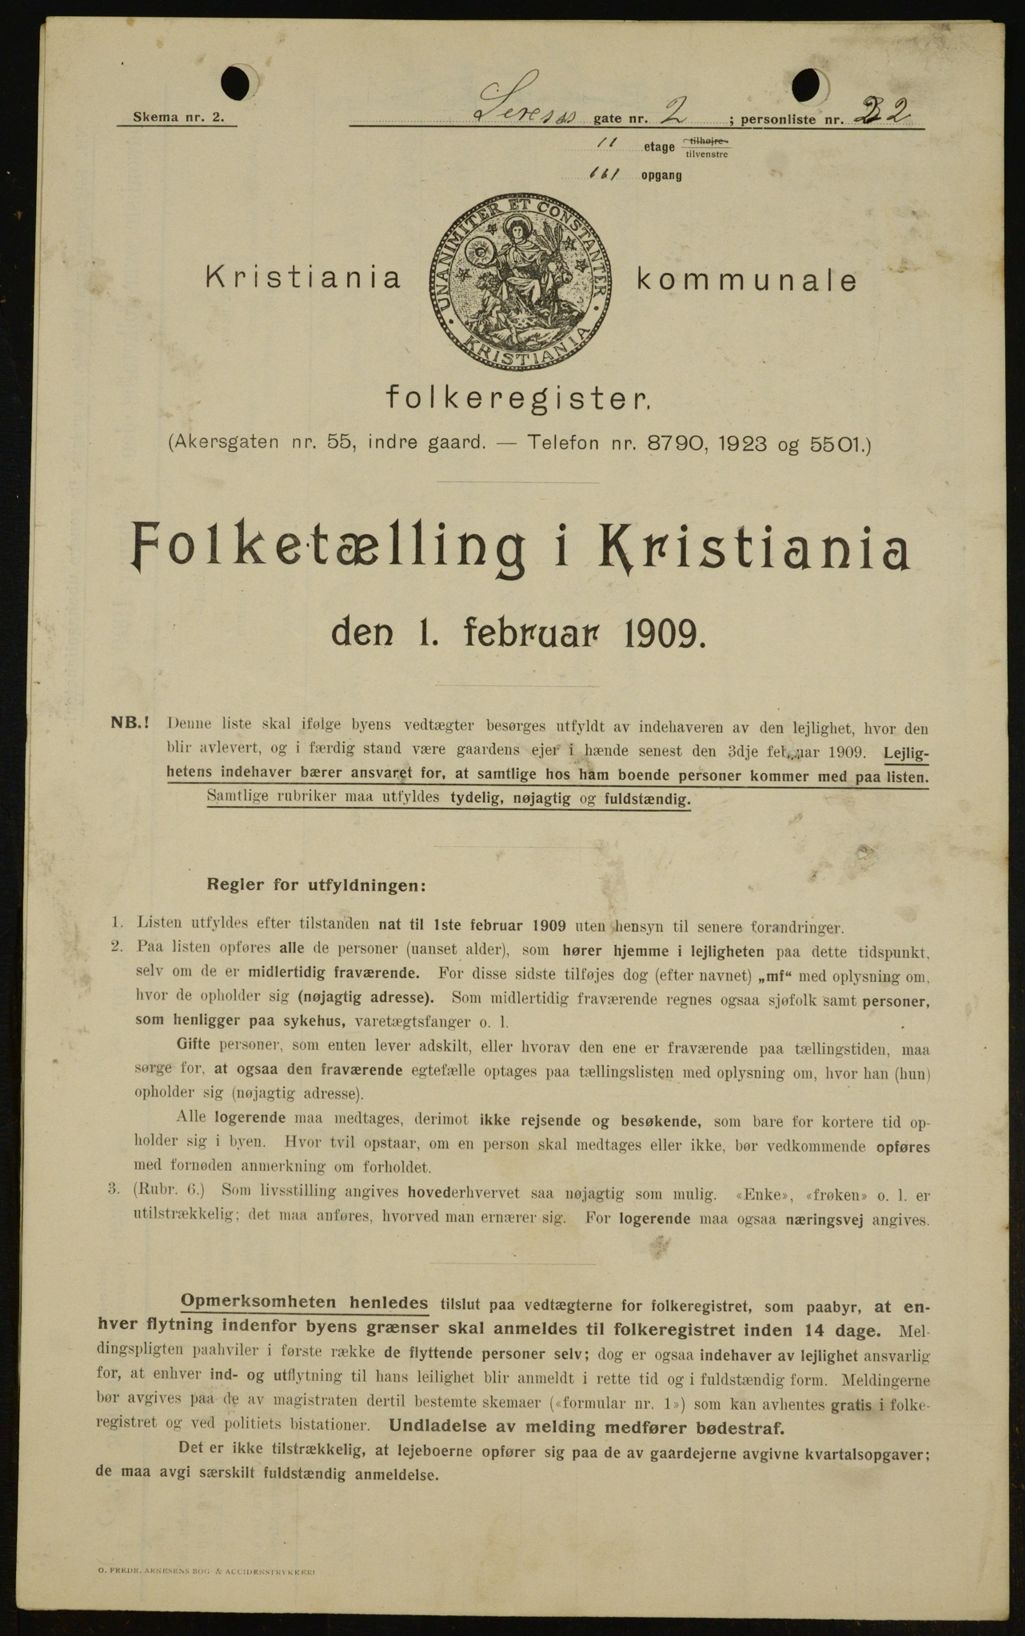 Skema nr. 2.
Seresss gate nr. 2 ; personliste nr. 22
11 etage tilhøjre
tilvenstre
111 opgang
UNANIMITER ET CONSTANTER
KRISTIANIA
Kristiania kommunale
folkeregister.
(Akersgaten nr. 55, indre gaard. — Telefon nr. 8790, 1923 og 5501.)
Folketælling i Kristiania
den 1. februar 1909.
NB.! Denne liste skal ifølge byens vedtægter besørges utfyldt av indehaveren av den lejlighet, hvor den
blir avlevert, og i færdig stand være gaardens ejer i hænde senest den 3dje februar 1909. Lejlig-
hetens indehaver bærer ansvaret for, at samtlige hos ham boende personer kommer med paa listen.
Samtlige rubriker maa utfyldes tydelig, nøjagtig og fuldstændig.
Regler for utfyldningen:
1. Listen utfyldes efter tilstanden nat til 1ste februar 1909 uten hensyn til senere forandringer.
2. Paa listen opføres alle de personer (uanset alder), som hører hjemme i lejligheten paa dette tidspunkt,
selv om de er midlertidig fraværende. For disse sidste tilføjes dog (efter navnet) „mf“ med oplysning om,
hvor de opholder sig (nøjagtig adresse). Som midlertidig fraværende regnes ogsaa sjøfolk samt personer,
som henligger paa sykehus, varetægtsfanger o. l.
Gifte personer, som enten lever adskilt, eller hvorav den ene er fraværende paa tællingstiden, maa
sørge for, at ogsaa den fraværende egtefælle optages paa tællingslisten med oplysning om, hvor han (hun)
opholder sig (nøjagtig adresse).
Alle logerende maa medtages, derimot ikke rejsende og besøkende, som bare for kortere tid op-
holder sig i byen. Hvor tvil opstaar, om en person skal medtages eller ikke, bør vedkommende opføres
med fornøden anmerkning om forholdet.
3. (Rubr. 6.) Som livsstilling angives hovederhvervet saa nøjagtig som mulig. «Enke», «frøken» o. l. er
utilstrækkelig; det maa anføres, hvorved man ernærer sig. For logerende maa ogsaa næringsvej angives.
Opmerksomheten henledes tilslut paa vedtægterne for folkeregistret, som paabyr, at en-
hver flytning indenfor byens grænser skal anmeldes til folkeregistret inden 14 dage. Mel-
dingspligten paahviler i første række de flyttende personer selv; dog er ogsaa indehaver av lejlighet ansvarlig
for, at enhver ind- og utflytning til hans leilighet blir anmeldt i rette tid og i fuldstændig form. Meldingerne
bør avgives paa de av magistraten dertil bestemte skemaer («formular nr. 1») som kan avhentes gratis i folke-
registret og ved politiets bistationer. Undladelse av melding medfører bødestraf.
Det er ikke tilstrækkelig, at lejeboerne opfører sig paa de av gaardejerne avgivne kvartalsopgaver;
de maa avgi særskilt fuldstændig anmeldelse.
O. FREDR. ARNESENS BOG & ACCIDENSTRYKKERI